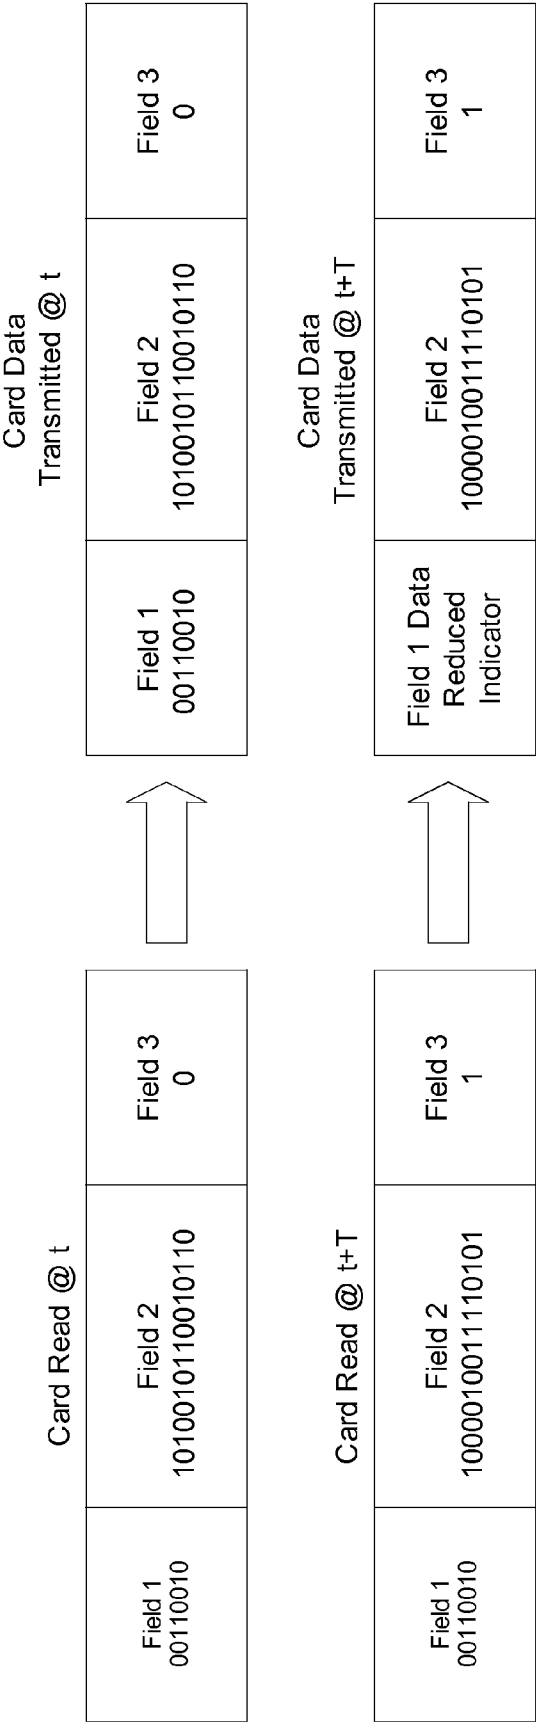 Card Read @ t
Field 1
00110010
Field 2
1010010110010110
Field 3
0
Card Data
Transmitted @ t
Field 1
00110010
Field 2
1010010110010110
Field 3
0
Card Read @ t+T
Field 1
00110010
Field 2
1000010011110101
Field 3
1
Card Data
Transmitted @ t+T
Field 1 Data
Reduced
Indicator
Field 2
1000010011110101
Field 3
1